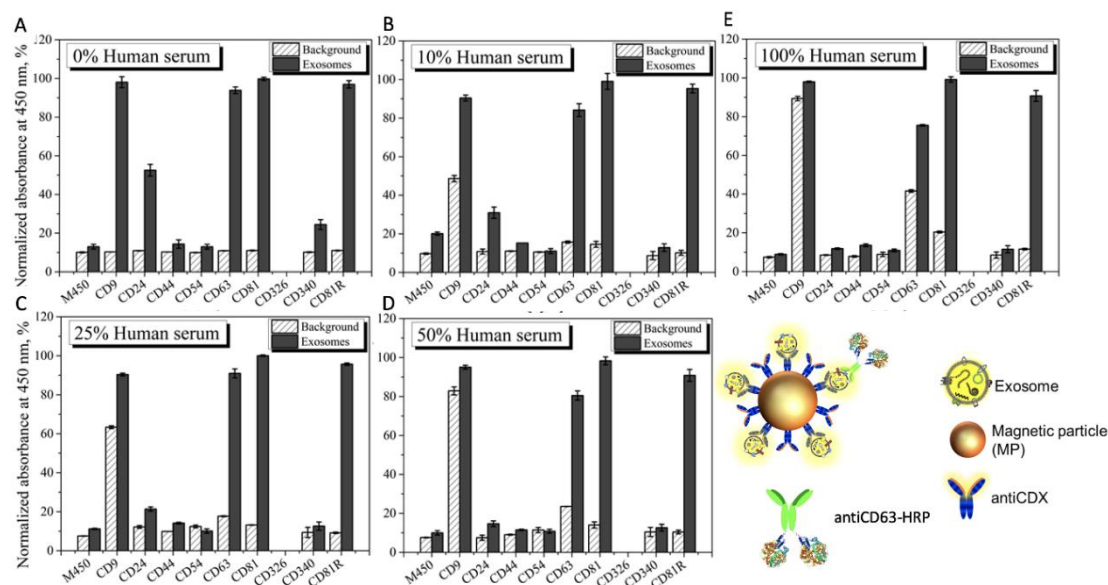 A
Normalized absorbance at 450 nm, %
120
100
80
60
40
20
0
0% Human serum
Background
Exosomes
M450 CD9 CD24 CD44 CD54 CD63 CD81 CD326 CD340 CD81R
B
120
100
80
60
40
20
0
10% Human serum
Background
Exosomes
M450 CD9 CD24 CD44 CD54 CD63 CD81 CD326 CD340 CD81R
E
120
100
80
60
40
20
0
100% Human serum
Background
Exosomes
M450 CD9 CD24 CD44 CD54 CD63 CD81 CD326 CD340 CD81R
C
Normalized absorbance at 450 nm, %
120
100
80
60
40
20
0
25% Human serum
Background
Exosomes
M450 CD9 CD24 CD44 CD54 CD63 CD81 CD326 CD340 CD81R
D
120
100
80
60
40
20
0
50% Human serum
Background
Exosomes
M450 CD9 CD24 CD44 CD54 CD63 CD81 CD326 CD340 CD81R
Exosome
Magnetic particle
(MP)
antiCD63-HRP
antiCDX